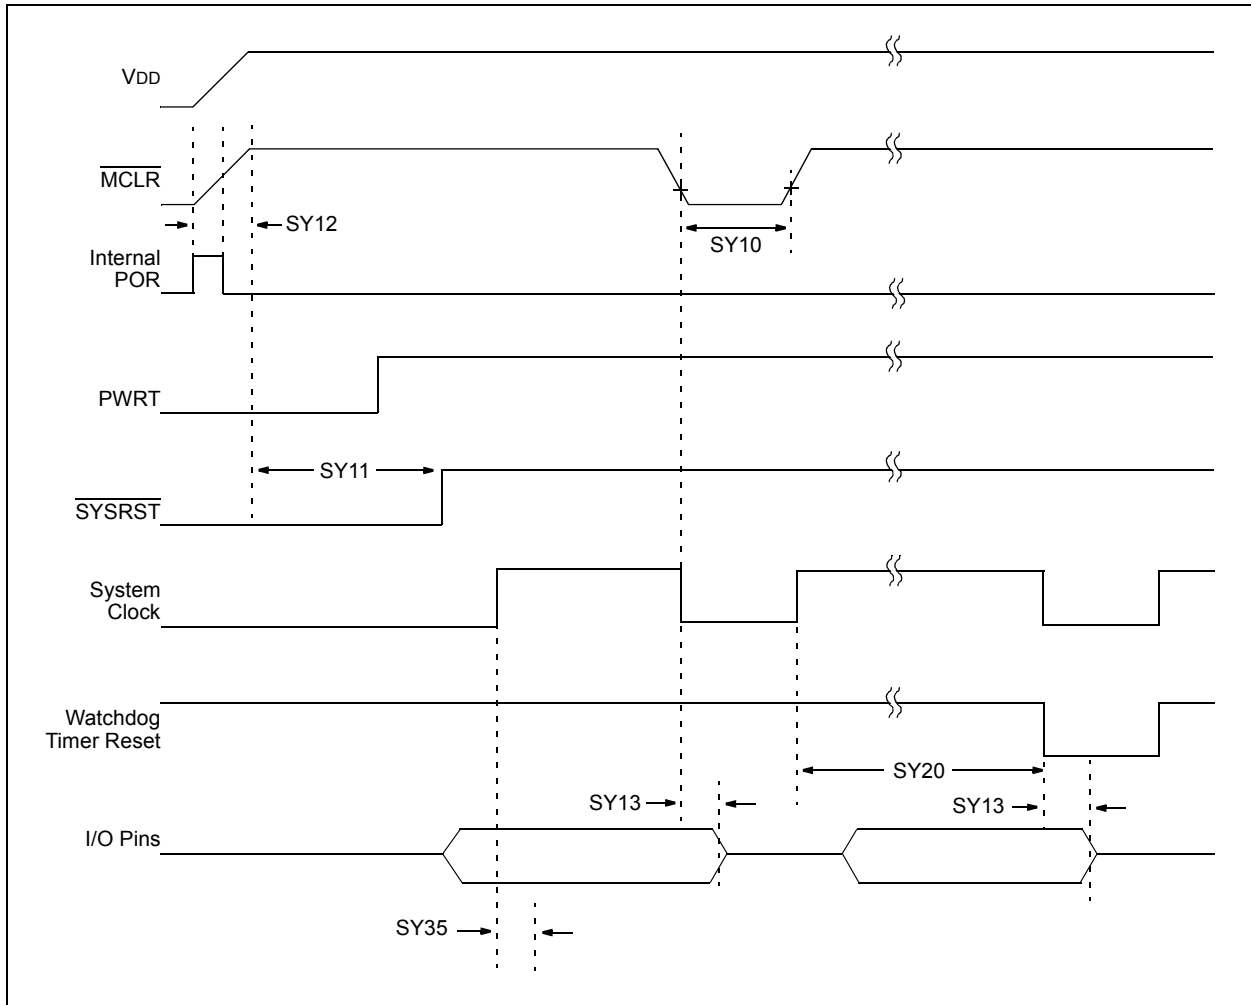 VDD
MCLR
SY12
SY10
Internal
POR
PWRT
SY11
SYSRST
System
Clock
Watchdog
Timer Reset
SY20
SY13
SY13
I/O Pins
SY35